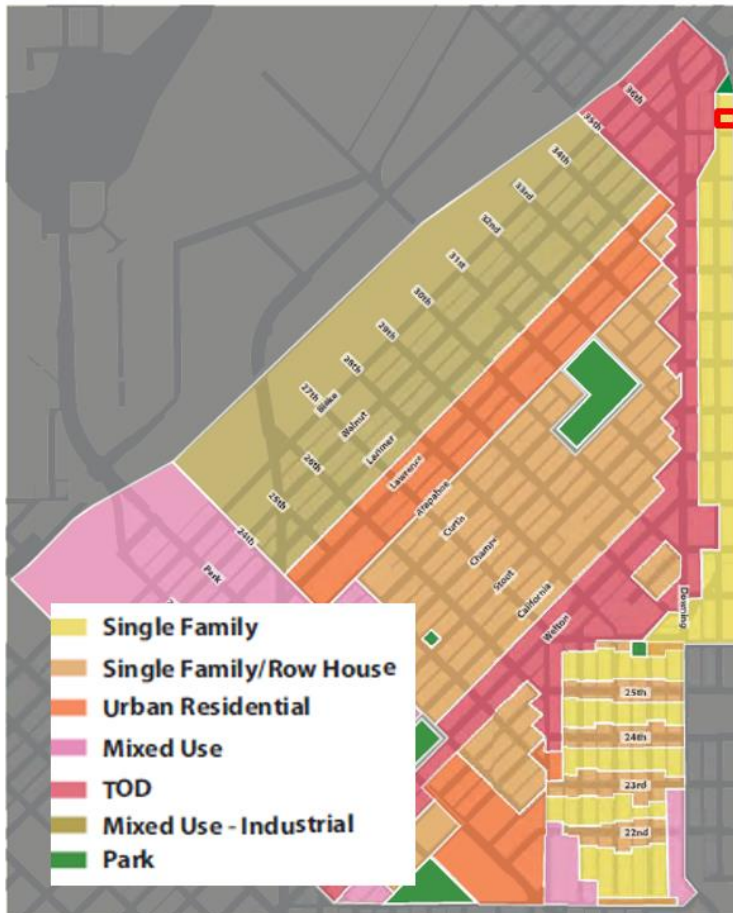 36th
35th
34th
33rd
32nd
31st
30th
29th
28th
27th
Blake
Walnut
Larimer
26th
Lawrence
25th
Arapahoe
24th
Curtis
Champa
Park
Stout
California
Welton
Downing
Single Family
Single Family/Row House
Urban Residential
Mixed Use
TOD
Mixed Use - Industrial
Park
25th
24th
23rd
22nd